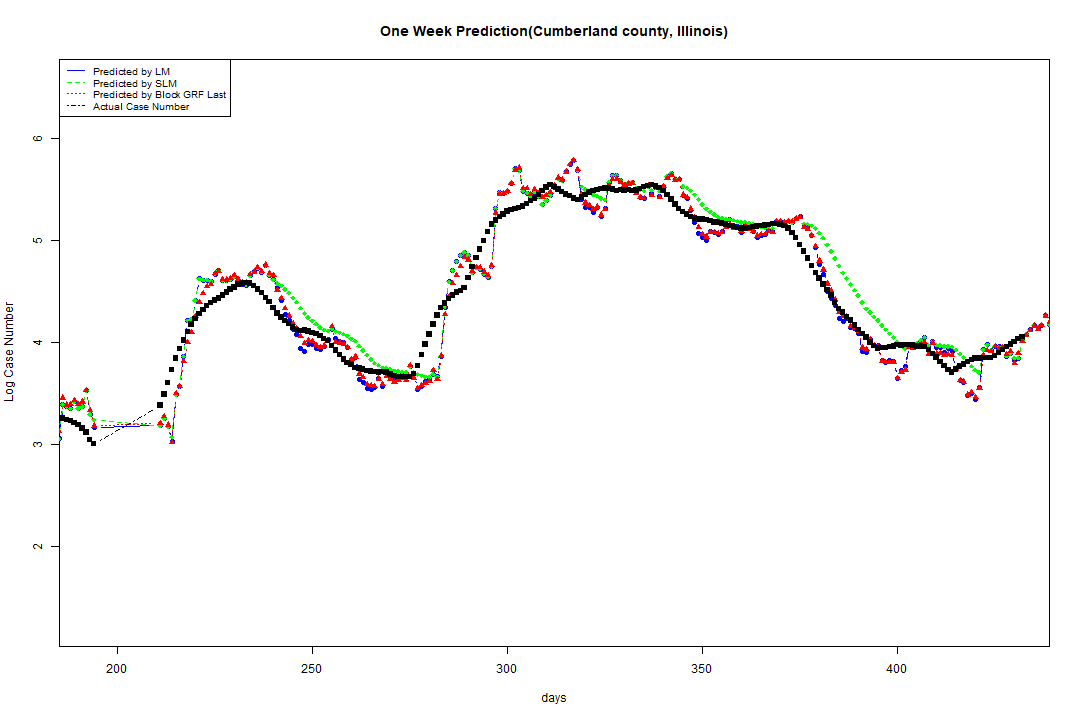 One Week Prediction(Cumberland county, Illinois)
Predicted by LM
Predicted by SLM
Predicted by Block GRF Last
Actual Case Number
6
5
4
3
2
Log Case Number
200 250 300 350 400
days